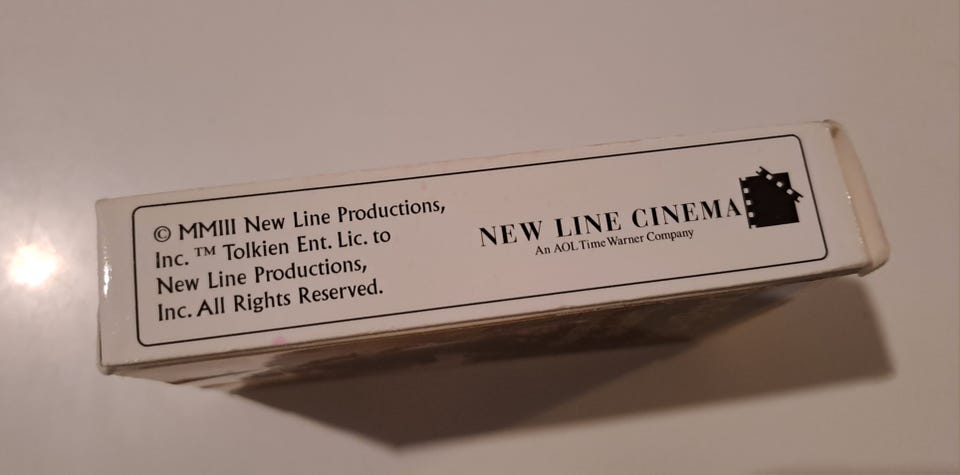 © MMIII New Line Productions,
Inc. ™ Tolkien Ent. Lic. to
New Line Productions,
Inc. All Rights Reserved.
NEW LINE CINEMA
An AOL Time Warner Company